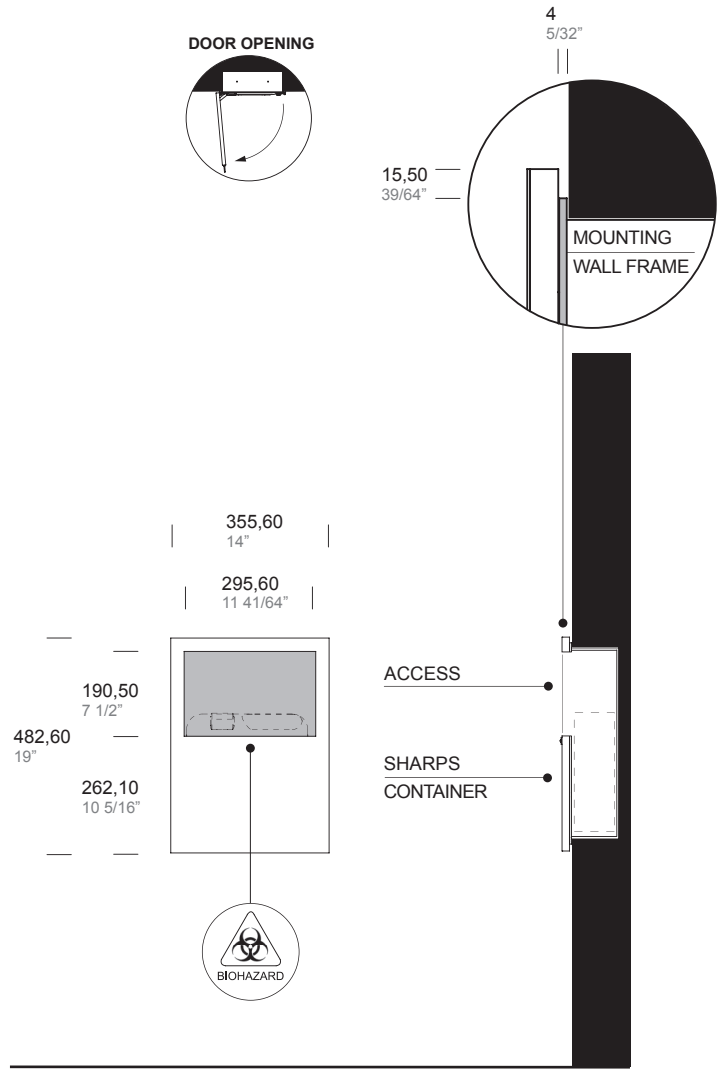 DOOR OPENING
4
5/32”
15,50
39/64”
MOUNTING
WALL FRAME
355,60
14”
295,60
11 41/64”
190,50
7 1/2”
482,60
19”
262,10
10 5/16”
ACCESS
SHARPS
CONTAINER
BIOHAZARD